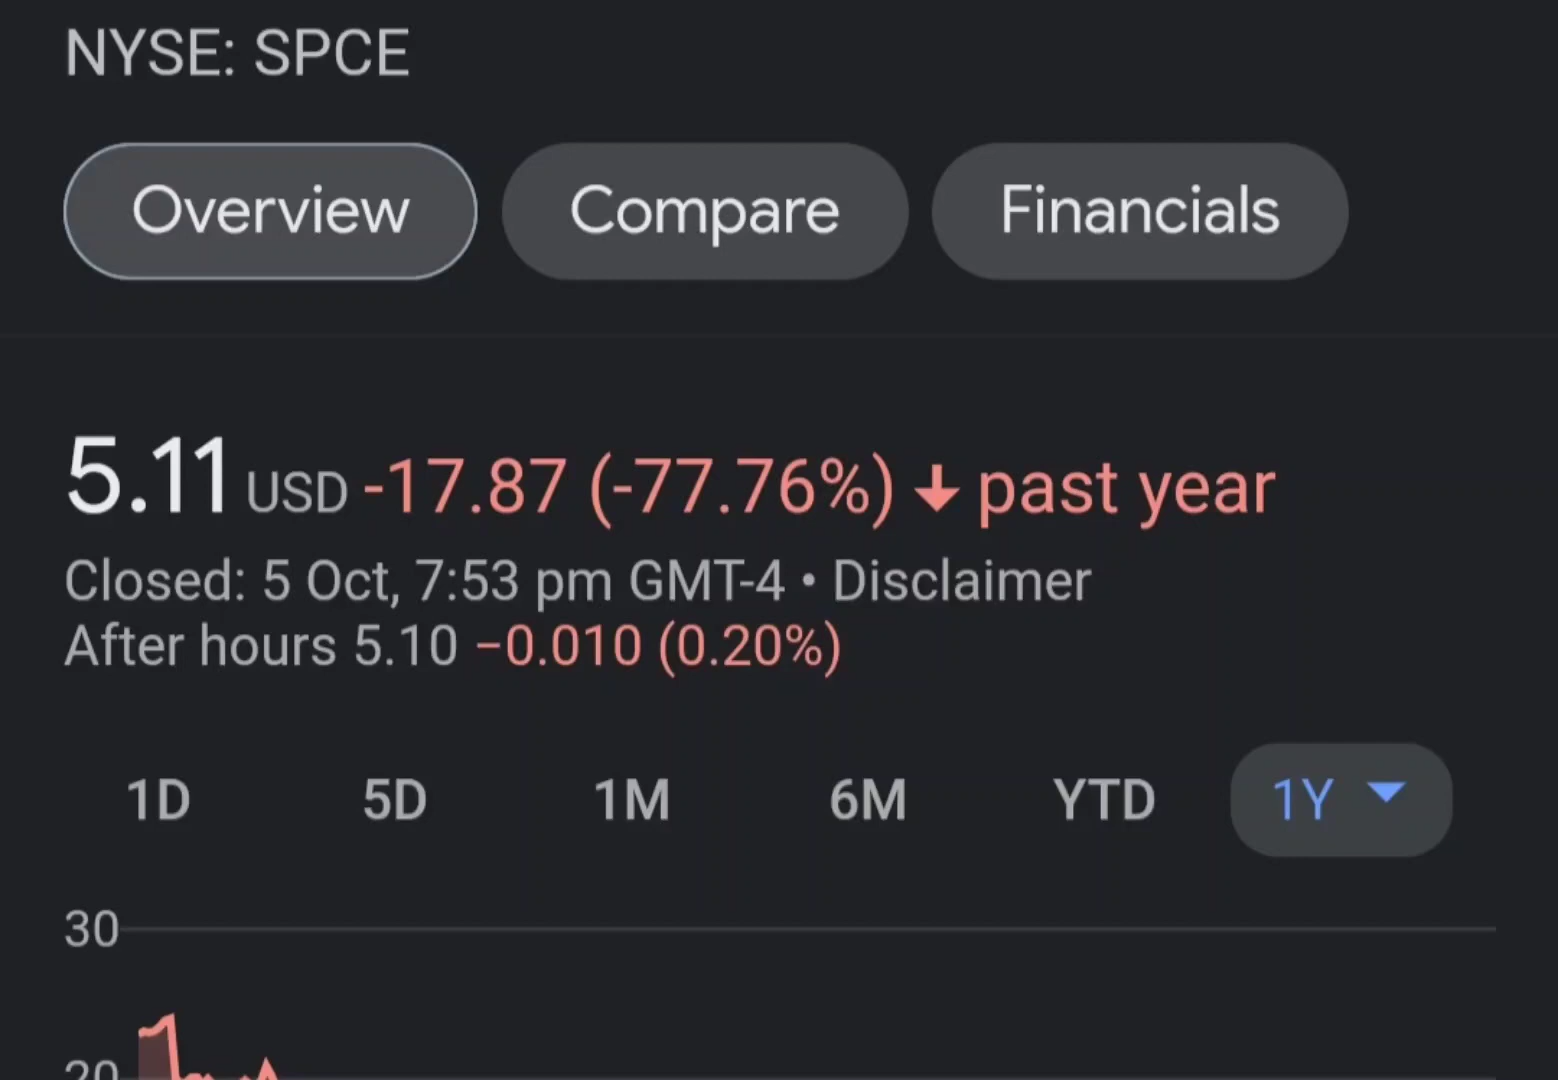 NYSE: SPCE
Overview Compare Financials
5.11 USD -17.87 (-77.76%) ↓ past year
Closed: 5 Oct, 7:53 pm GMT-4 • Disclaimer
After hours 5.10 −0.010 (0.20%)
1D 5D 1M 6M YTD 1Y
30
20